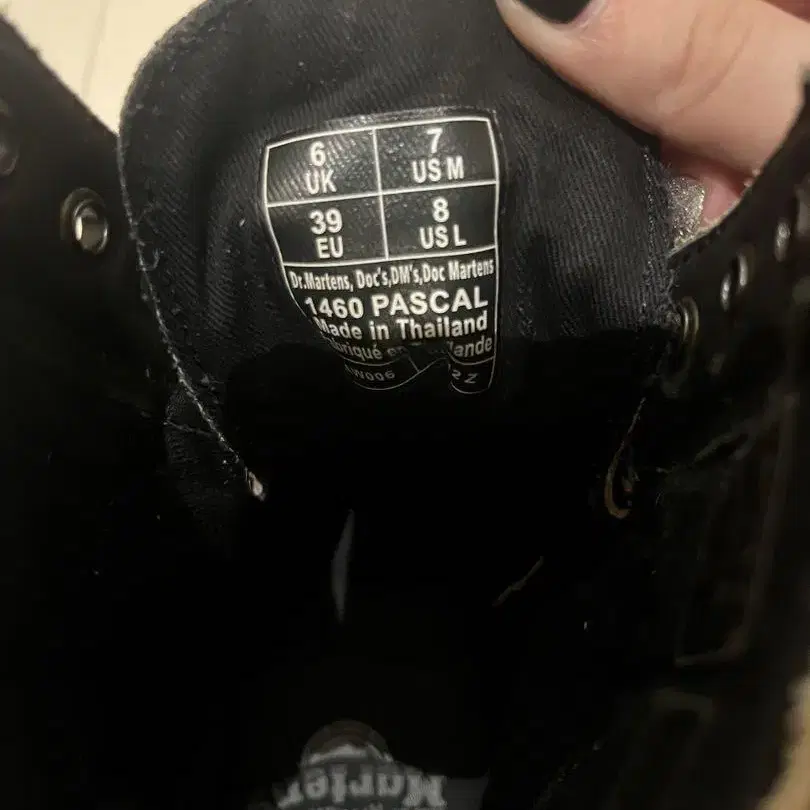 6 7
UK US M
39 8
EU US L
Dr.Martens, Doc's,DM's,Doc Martens
1460 PASCAL
Made in Thailand